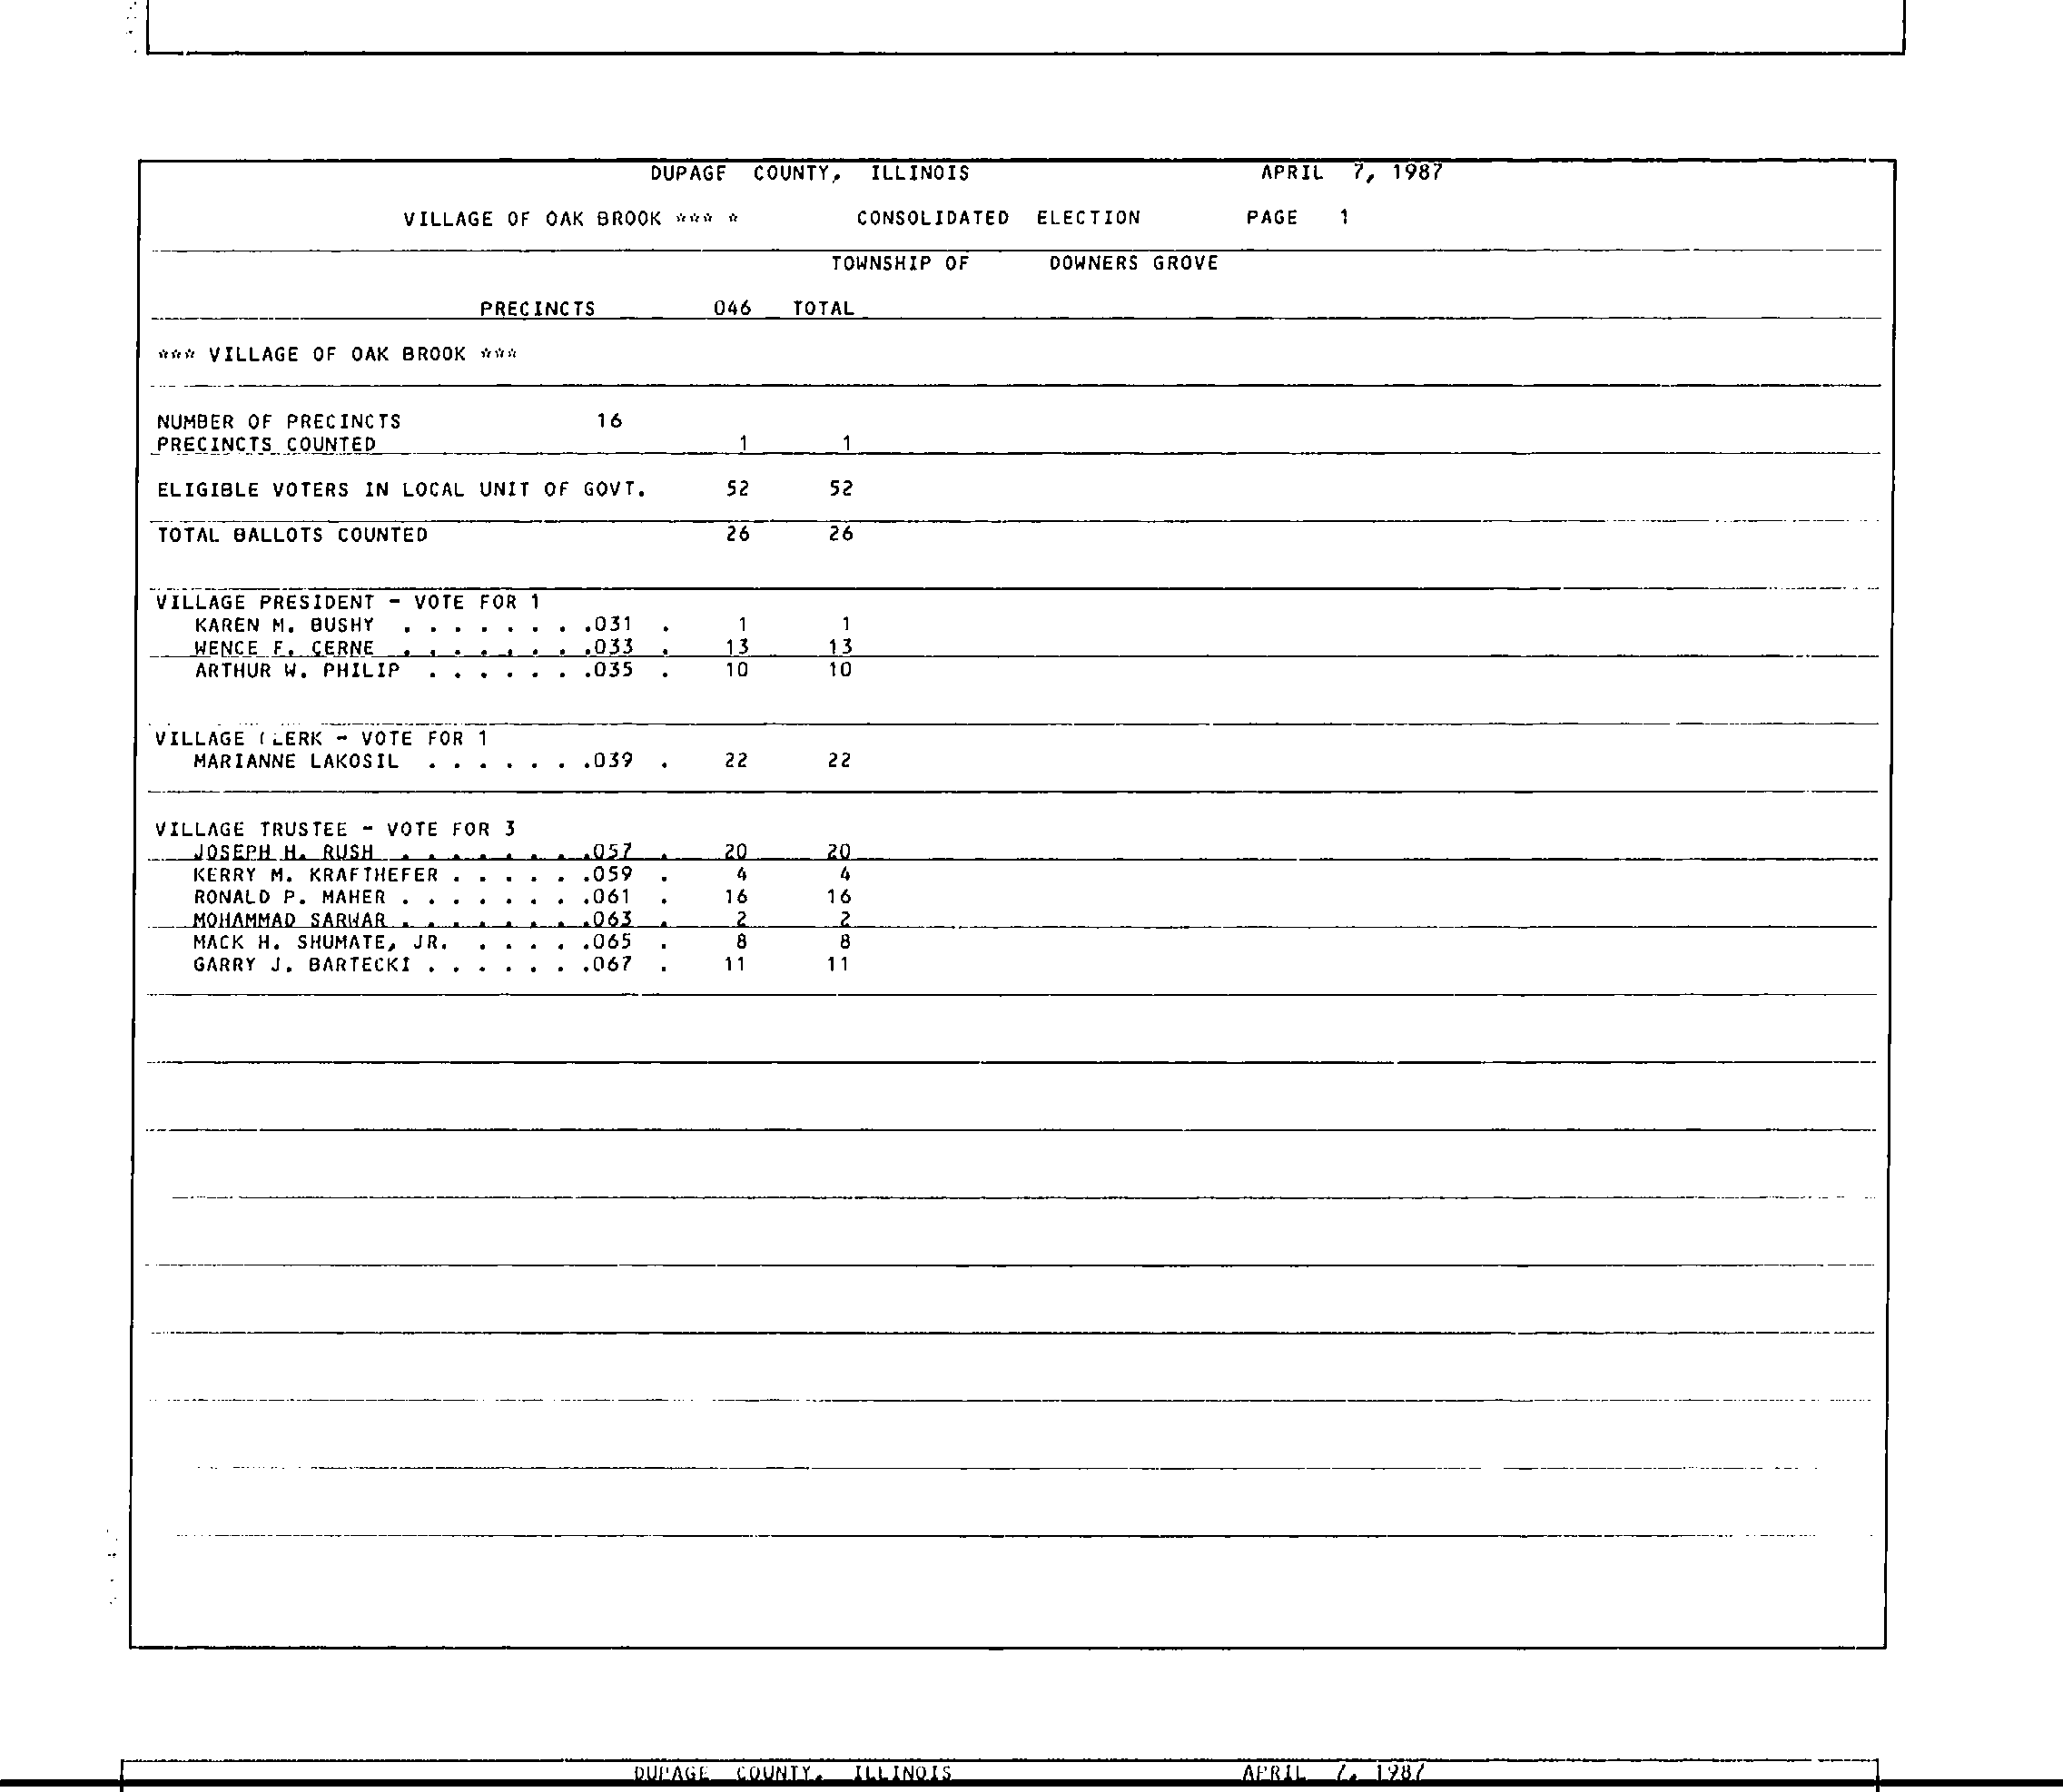 DUPAGE COUNTY, ILLINOIS APRIL 7, 1987
VILLAGE OF OAK BROOK *** * CONSOLIDATED ELECTION PAGE 1
TOWNSHIP OF DOWNERS GROVE
PRECINCTS 046 TOTAL
*** VILLAGE OF OAK BROOK ***
NUMBER OF PRECINCTS 16
PRECINCTS COUNTED 1 1
ELIGIBLE VOTERS IN LOCAL UNIT OF GOVT. 52 52
TOTAL BALLOTS COUNTED 26 26
VILLAGE PRESIDENT - VOTE FOR 1
KAREN M. BUSHY . . . . . . . .031 . 1 1
WENCE F. CERNE . . . . . . . .033 . 13 13
ARTHUR W. PHILIP . . . . . . .035 . 10 10
VILLAGE CLERK - VOTE FOR 1
MARIANNE LAKOSIL . . . . . . .039 . 22 22
VILLAGE TRUSTEE - VOTE FOR 3
JOSEPH H. RUSH . . . . . . . .057 . 20 20
KERRY M. KRAFTHEFER . . . . . .059 . 4 4
RONALD P. MAHER . . . . . . . .061 . 16 16
MOHAMMAD SARWAR . . . . . . . .063 . 2 2
MACK H. SHUMATE, JR. . . . . .065 . 8 8
GARRY J. BARTECKI . . . . . . .067 . 11 11
DUPAGE COUNTY, ILLINOIS APRIL 7, 1987